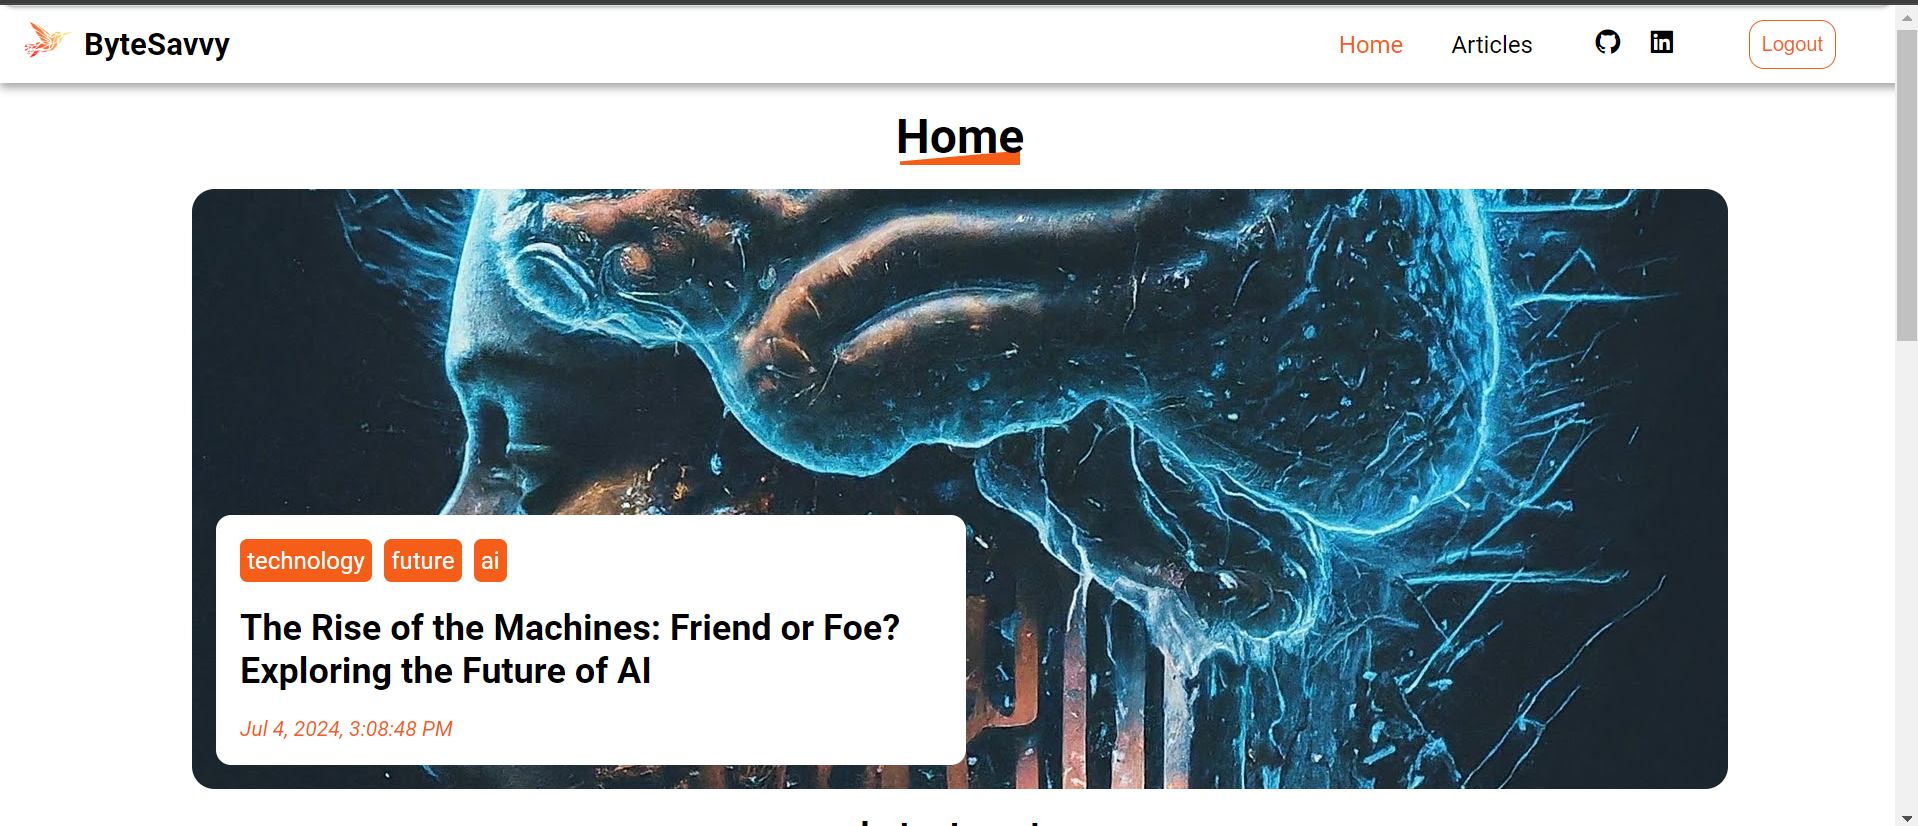 ByteSavvy
Home
Articles
Logout
Home
technology
future
ai
The Rise of the Machines: Friend or Foe?
Exploring the Future of AI
Jul 4, 2024, 3:08:48 PM